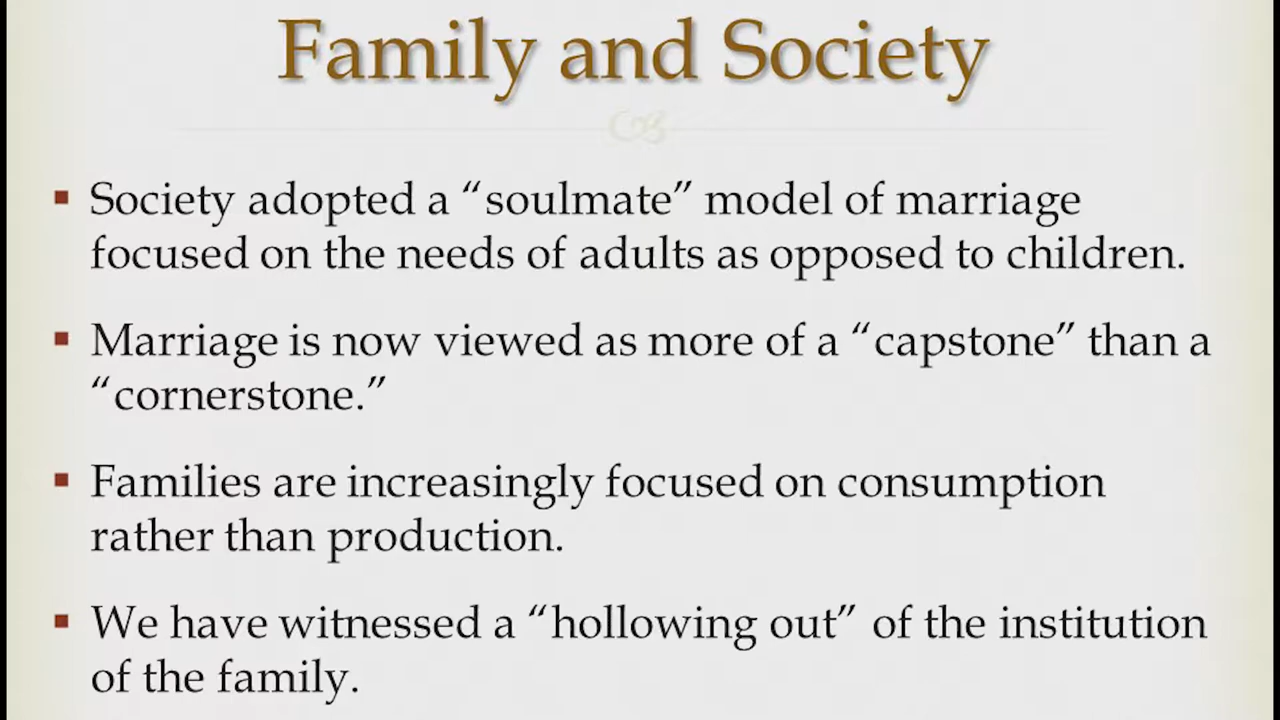 Family and Society
▪ Society adopted a “soulmate” model of marriage
focused on the needs of adults as opposed to children.
▪ Marriage is now viewed as more of a “capstone” than a
“cornerstone.”
▪ Families are increasingly focused on consumption
rather than production.
▪ We have witnessed a “hollowing out” of the institution
of the family.